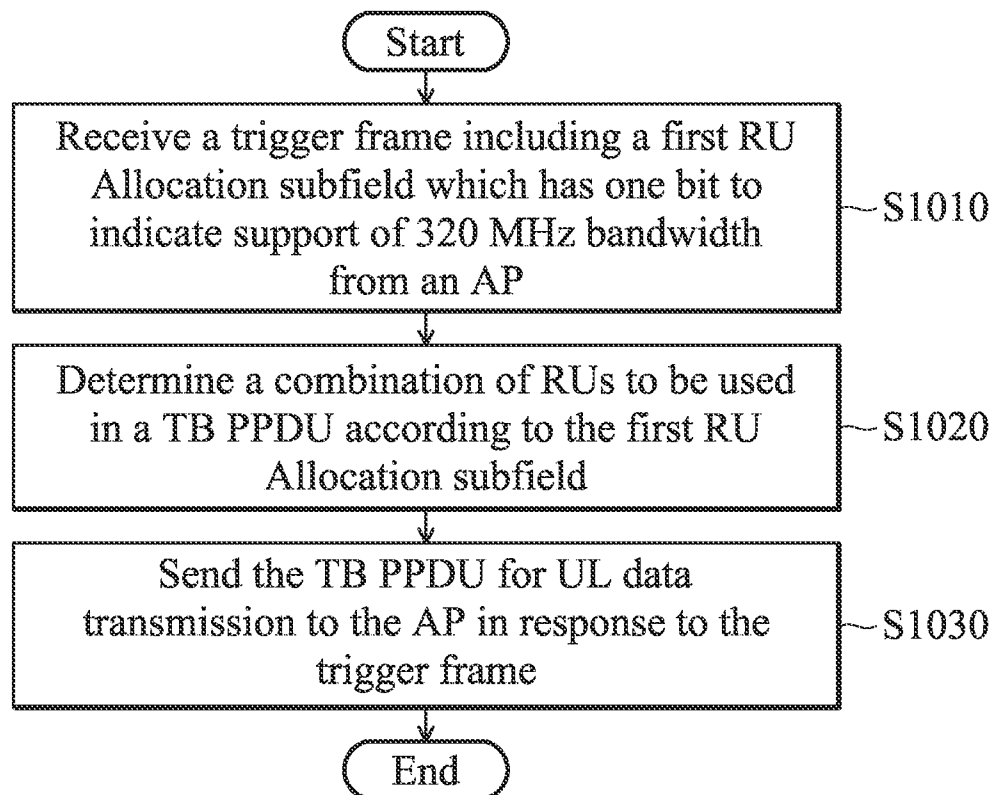 Start
Receive a trigger frame including a first RU
Allocation subfield which has one bit to
indicate support of 320 MHz bandwidth
from an AP
S1010
Determine a combination of RUs to be used
in a TB PPDU according to the first RU
Allocation subfield
S1020
Send the TB PPDU for UL data
transmission to the AP in response to the
trigger frame
S1030
End